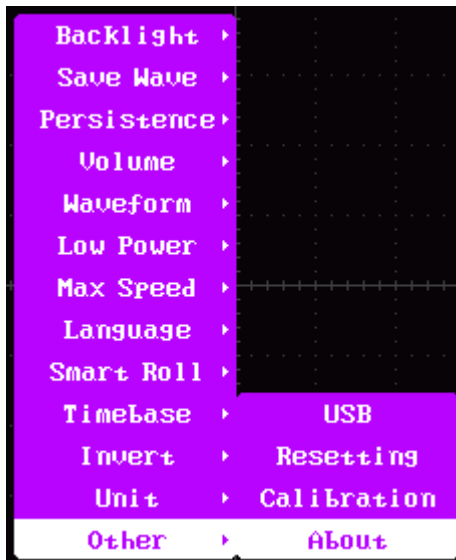 Backlight
Save Wave
Persistence
Volume
Waveform
Low Power
Max Speed
Language
Smart Roll
Timebase
Invert
Unit
Other
USB
Resetting
Calibration
About